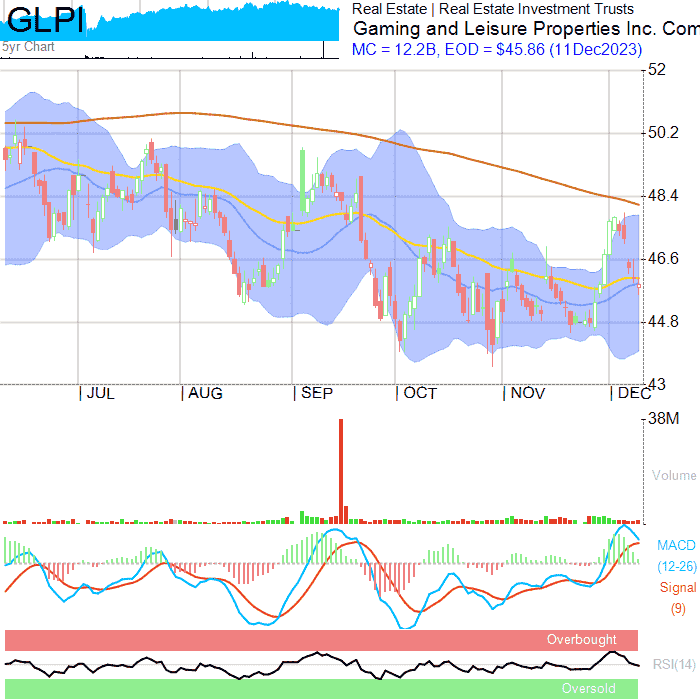 GLPI
5yr Chart
Real Estate | Real Estate Investment Trusts
Gaming and Leisure Properties Inc. Com
MC = 12.2B, EOD = $45.86 (11Dec2023)
52
50.2
48.4
46.6
44.8
43
JUL AUG SEP OCT NOV DEC
38M
Volume
MACD
(12-26)
Signal
(9)
Overbought
RSI(14)
Oversold